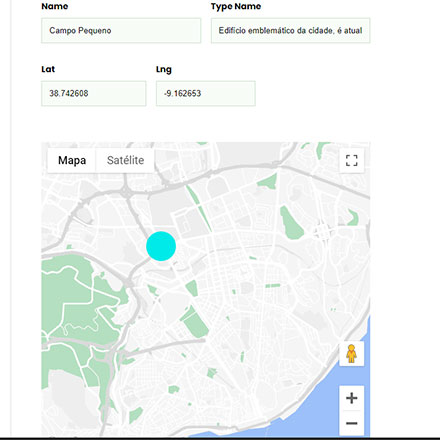 Name Type Name
Campo Pequeno Edifício emblemático da cidade, é atual
Lat Lng
38.742608 -9.162653
Mapa Satélite